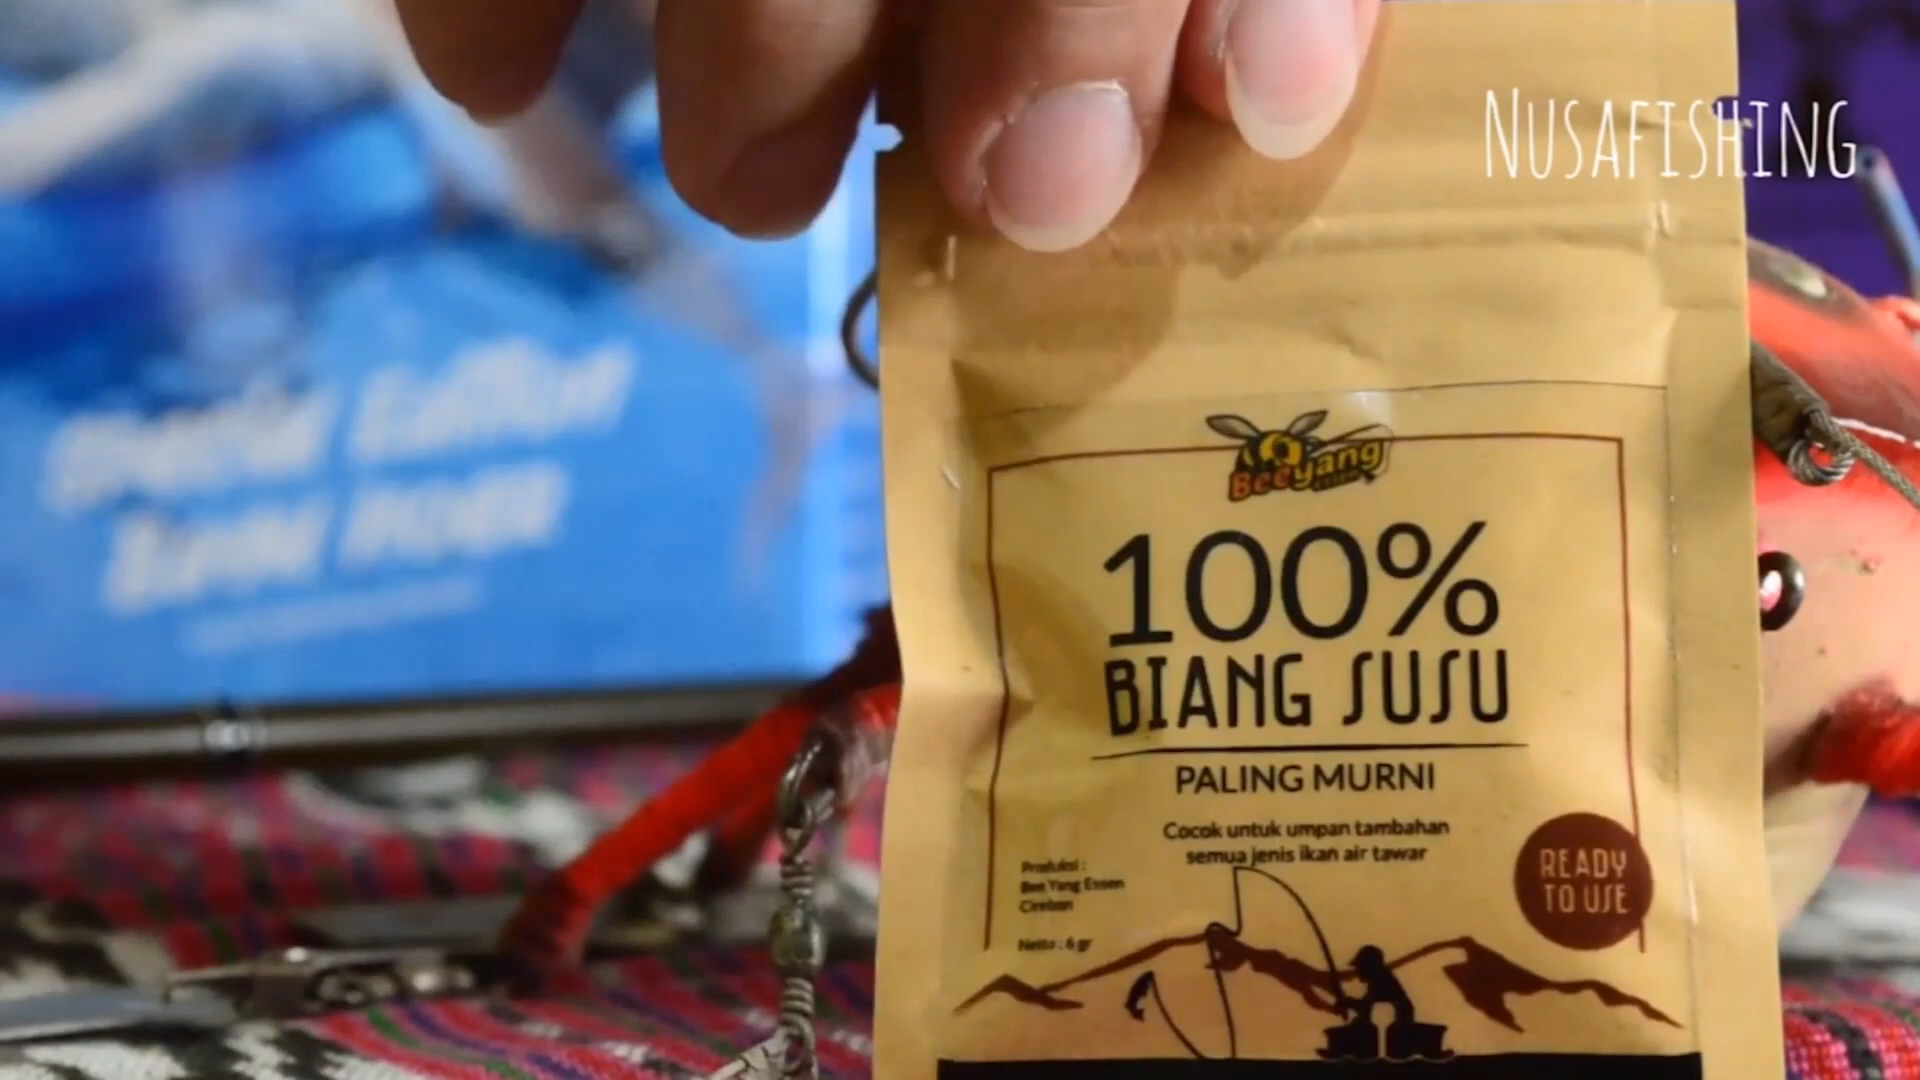 NUSAFISHING
Beeyang
100%
BIANG SUSU
PALING MURNI
Cocok untuk umpan tambahan
semua jenis ikan air tawar
Produksi :
Bee Yang Essen
Cirebon
Netto : 6 gr
READY
TO USE